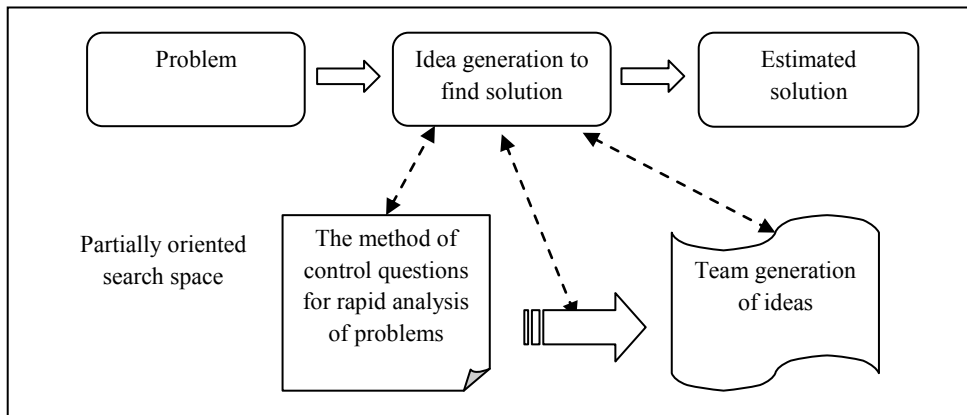 Problem
Idea generation to
find solution
Estimated
solution
Partially oriented
search space
The method of
control questions
for rapid analysis
of problems
Team generation
of ideas